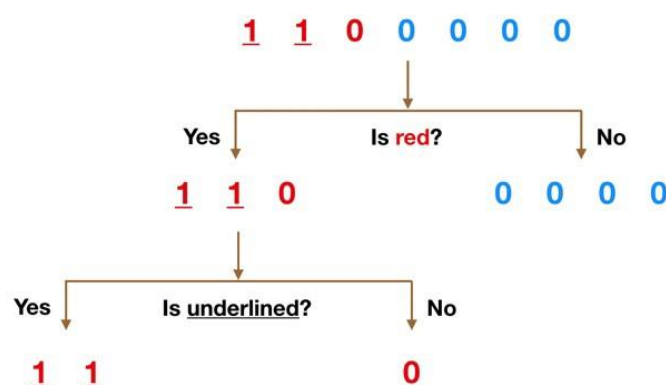 1 1 0 0 0 0 0
Yes Is red? No
1 1 0 0 0 0 0
Yes Is underlined? No
1 1 0